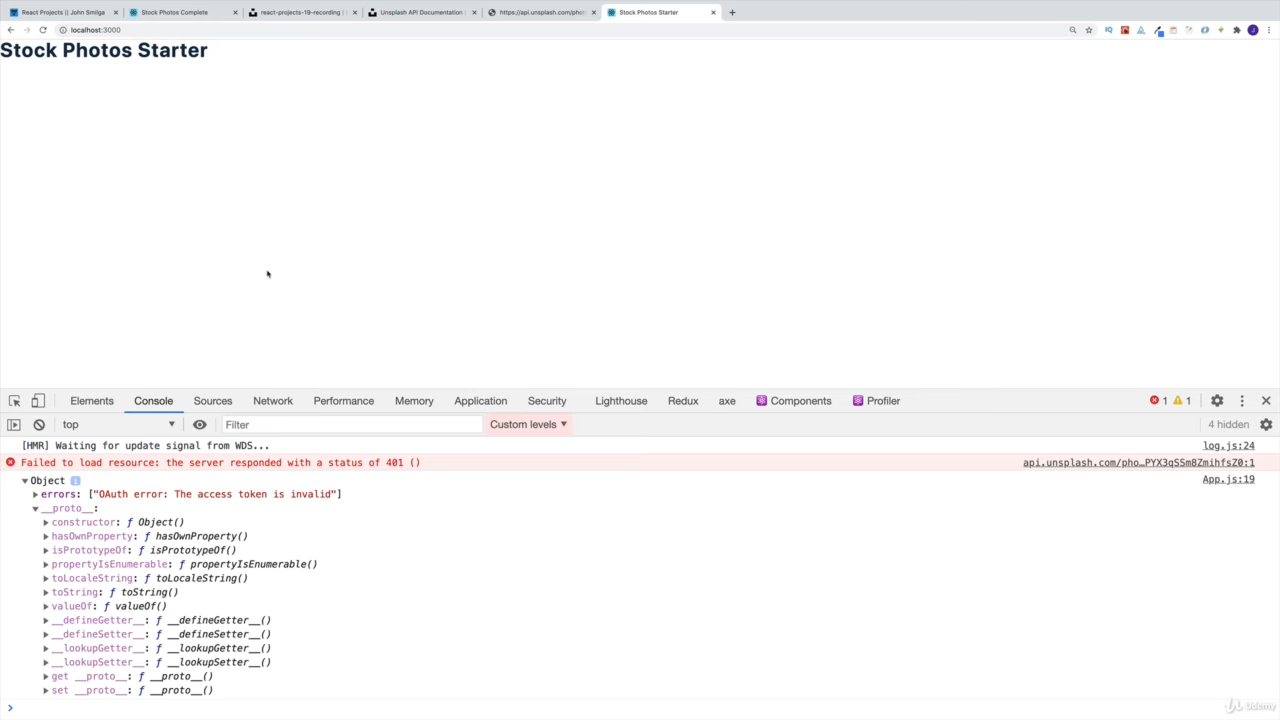 React Projects || John Smilga
Stock Photos Complete
react-projects-19-recording |
Unsplash API Documentation |
https://api.unsplash.com/phot
Stock Photos Starter
localhost:3000
Stock Photos Starter
Elements Console Sources Network Performance Memory Application Security Lighthouse Redux axe Components Profiler 1 1
top Filter Custom levels 4 hidden
[HMR] Waiting for update signal from WDS... log.js:24
Failed to load resource: the server responded with a status of 401 () api.unsplash.com/pho…PYX3qSSm8ZmihfsZ0:1
Object i App.js:19
errors: ["OAuth error: The access token is invalid"]
__proto__:
constructor: ƒ Object()
hasOwnProperty: ƒ hasOwnProperty()
isPrototypeOf: ƒ isPrototypeOf()
propertyIsEnumerable: ƒ propertyIsEnumerable()
toLocaleString: ƒ toLocaleString()
toString: ƒ toString()
valueOf: ƒ valueOf()
__defineGetter__: ƒ __defineGetter__()
__defineSetter__: ƒ __defineSetter__()
__lookupGetter__: ƒ __lookupGetter__()
__lookupSetter__: ƒ __lookupSetter__()
get __proto__: ƒ __proto__()
set __proto__: ƒ __proto__()
Udemy